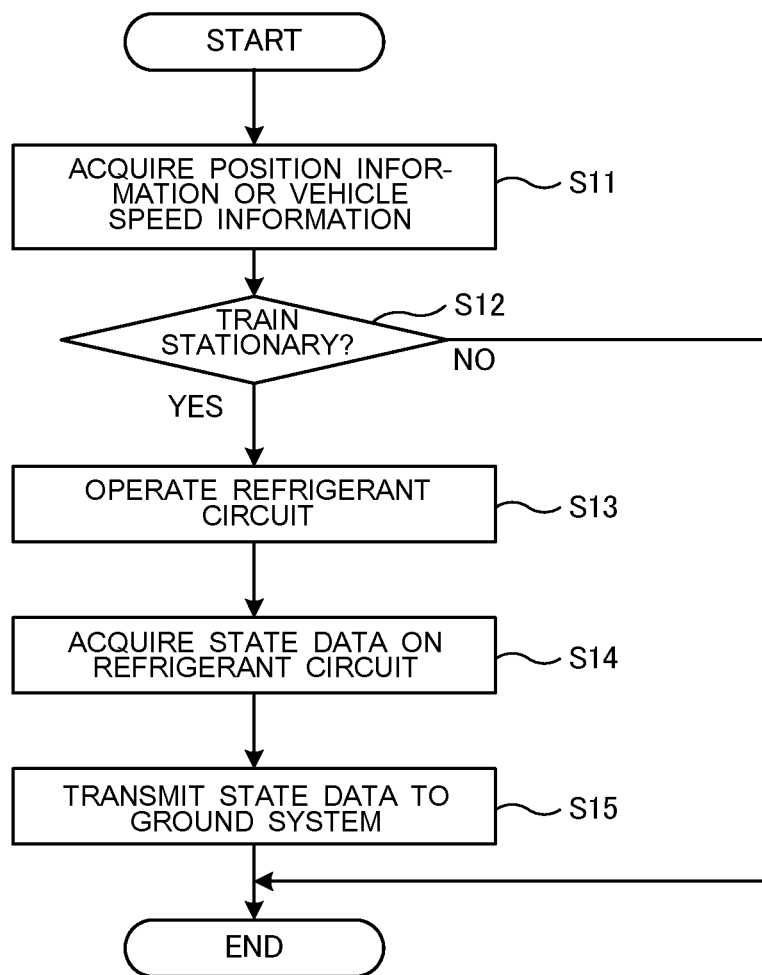 START
ACQUIRE POSITION INFOR-
MATION OR VEHICLE
SPEED INFORMATION
S11
TRAIN
STATIONARY?
S12
NO
YES
OPERATE REFRIGERANT
CIRCUIT
S13
ACQUIRE STATE DATA ON
REFRIGERANT CIRCUIT
S14
TRANSMIT STATE DATA TO
GROUND SYSTEM
S15
END